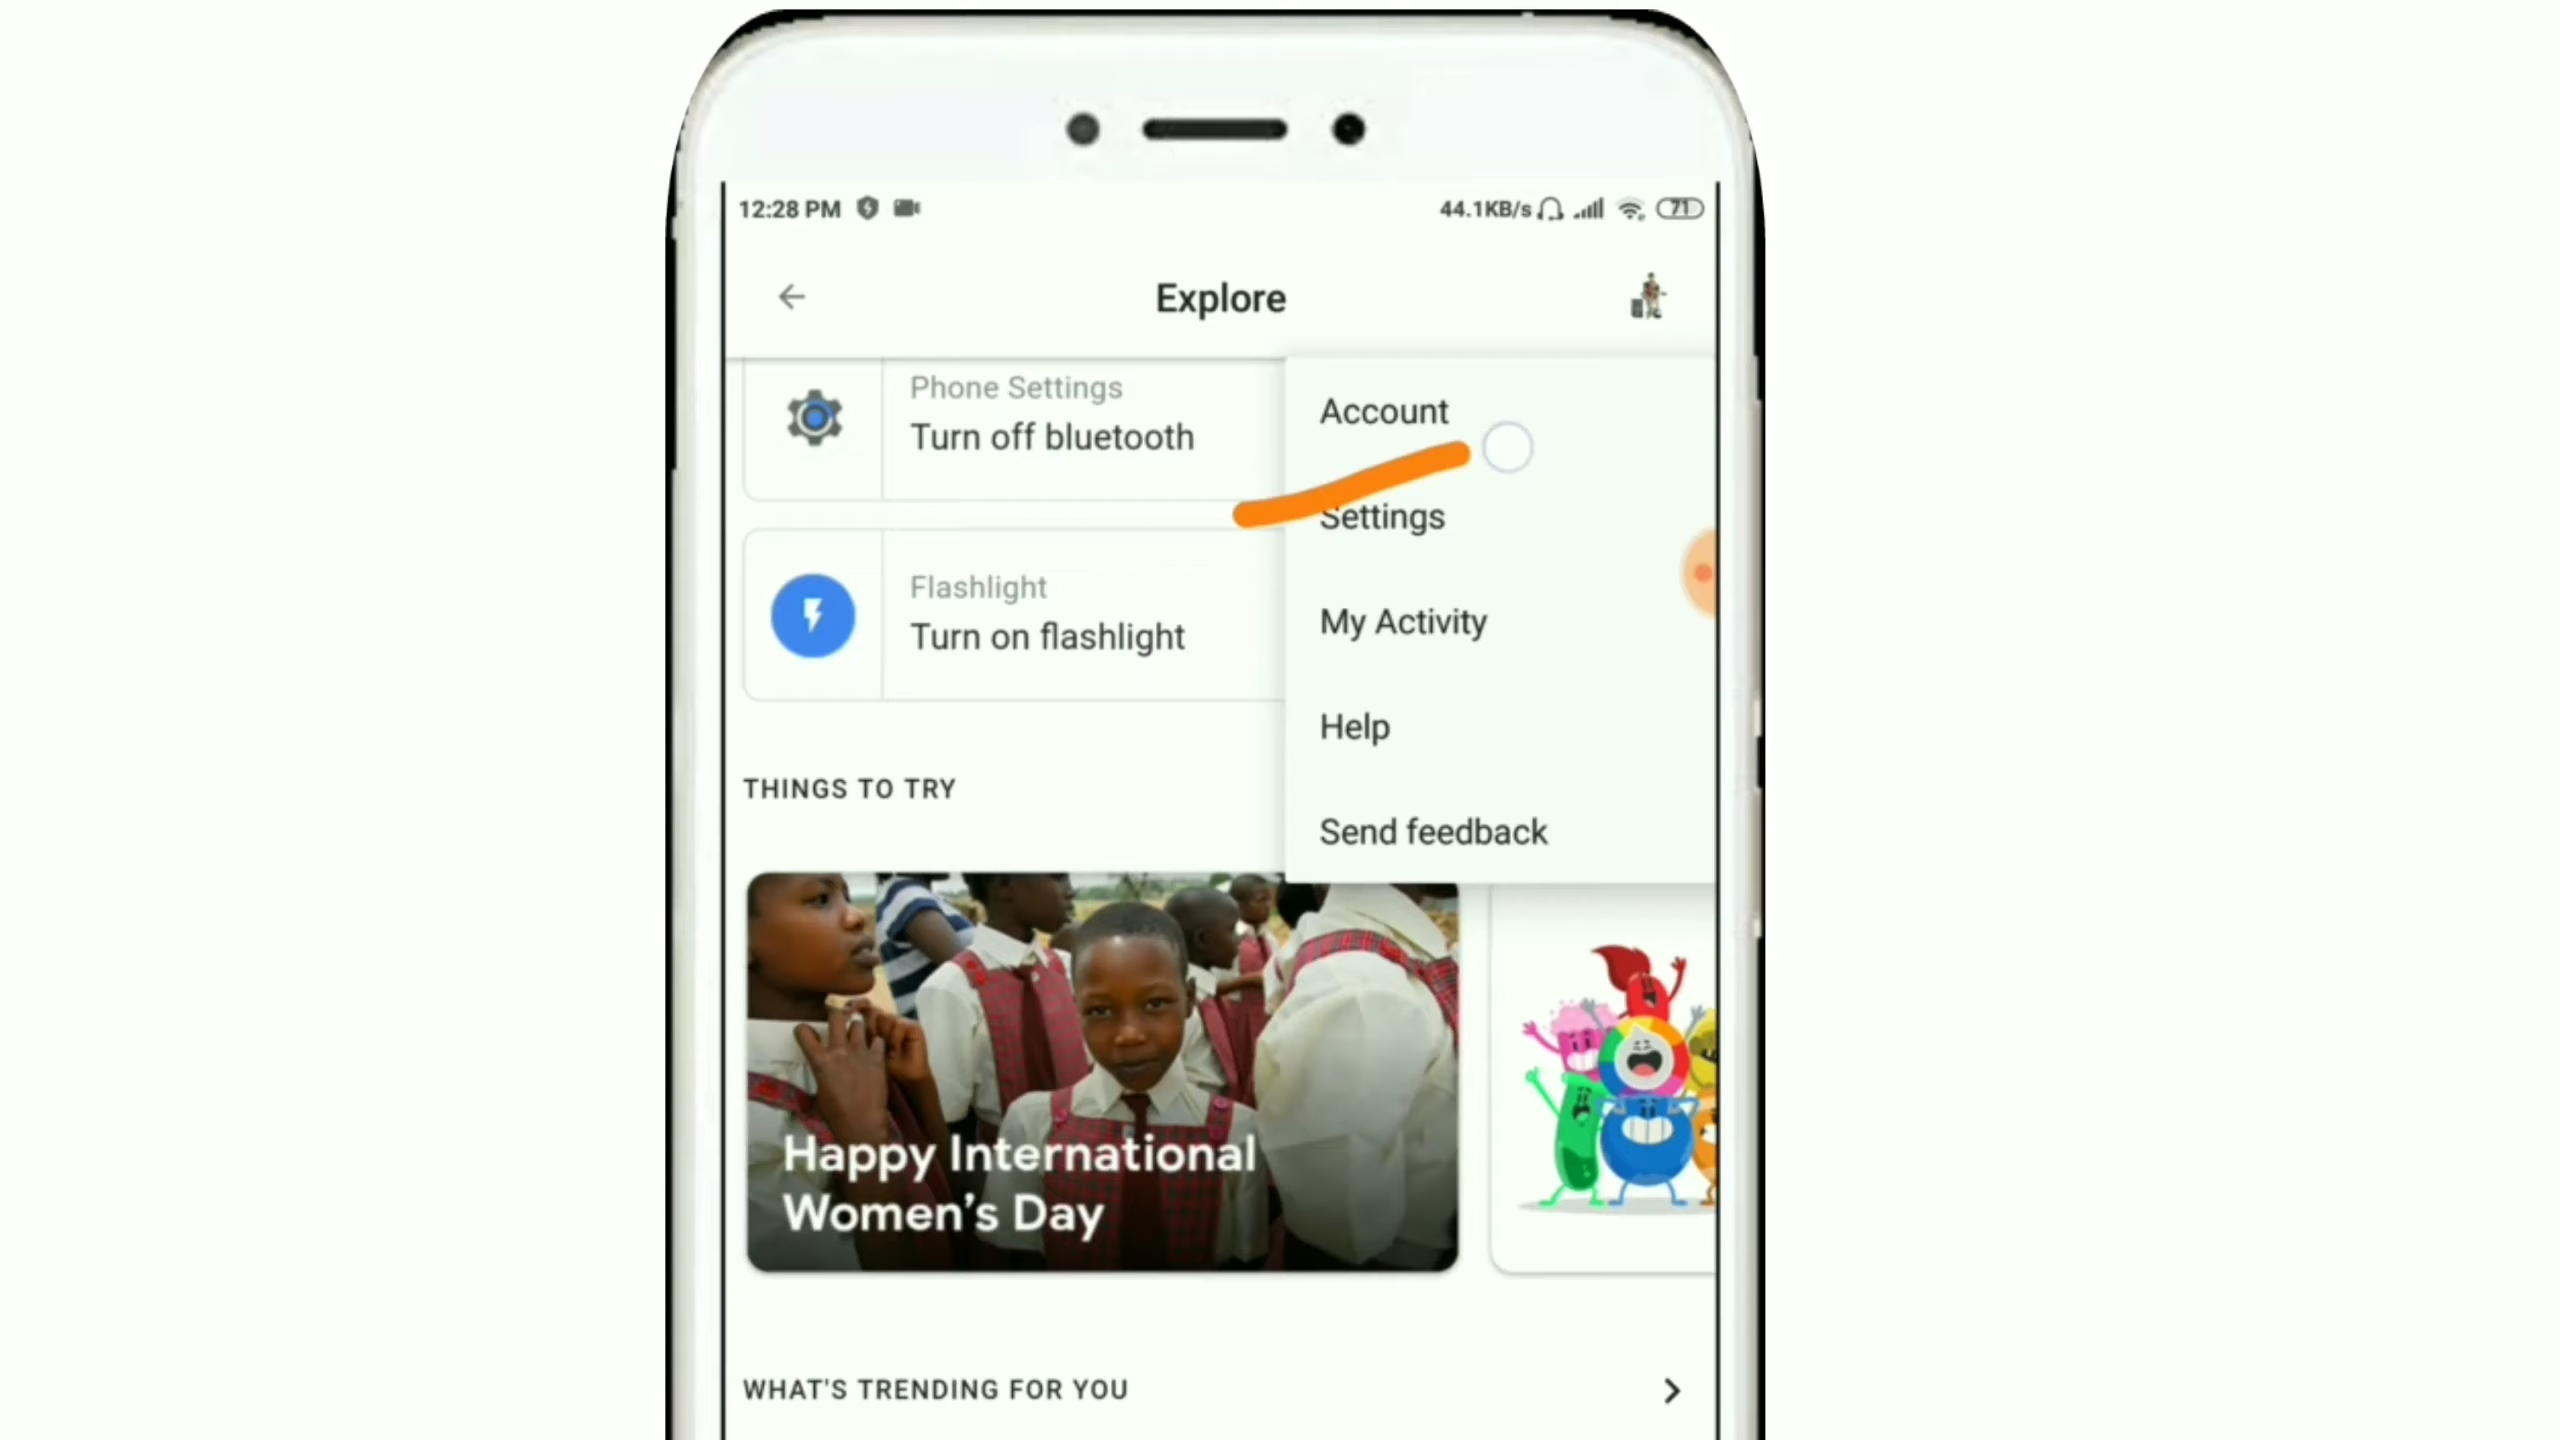 12:28 PM
44.1KB/s
71
Explore
Phone Settings
Turn off bluetooth
Flashlight
Turn on flashlight
Account
Settings
My Activity
Help
Send feedback
THINGS TO TRY
Happy International
Women's Day
WHAT'S TRENDING FOR YOU